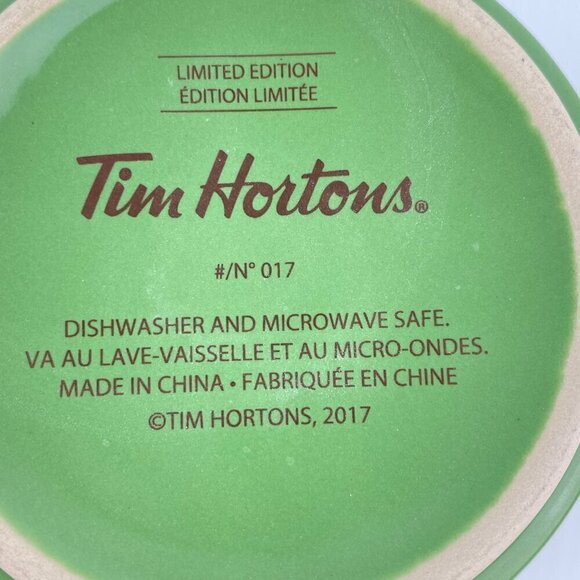 LIMITED EDITION
ÉDITION LIMITÉE
Tim Hortons®
#/N° 017
DISHWASHER AND MICROWAVE SAFE.
VA AU LAVE-VAISSELLE ET AU MICRO-ONDES.
MADE IN CHINA • FABRIQUÉE EN CHINE
©TIM HORTONS, 2017